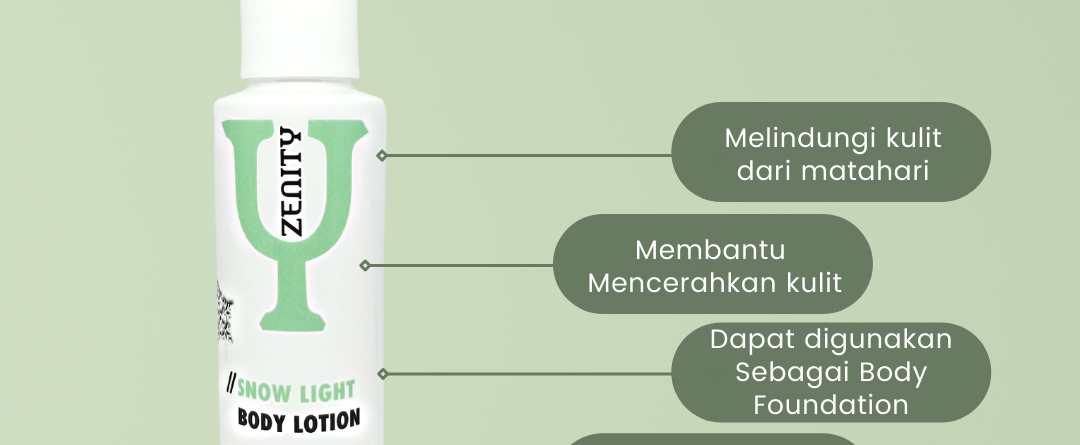 ZENITY
// SNOW LIGHT
BODY LOTION
Melindungi kulit
dari matahari
Membantu
Mencerahkan kulit
Dapat digunakan
Sebagai Body
Foundation